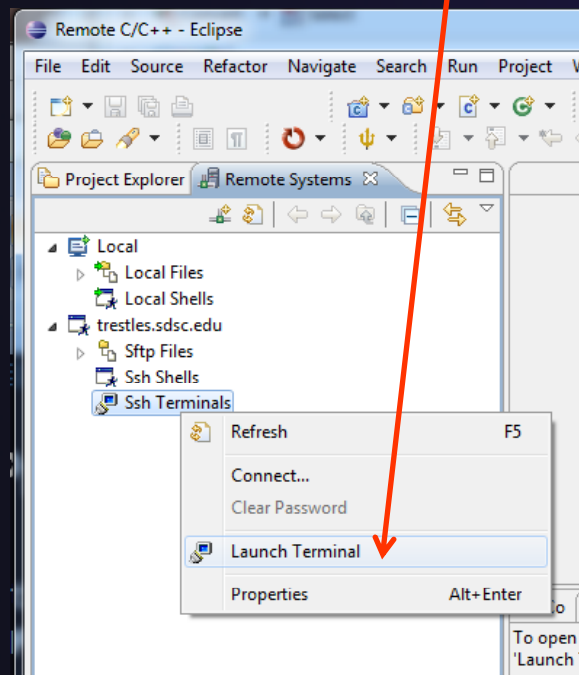 Remote C/C++ - Eclipse
File Edit Source Refactor Navigate Search Run Project
Project Explorer Remote Systems
Local
Local Files
Local Shells
trestles.sdsc.edu
Sftp Files
Ssh Shells
Ssh Terminals
Refresh F5
Connect...
Clear Password
Launch Terminal
Properties Alt+Enter
To open
'Launch